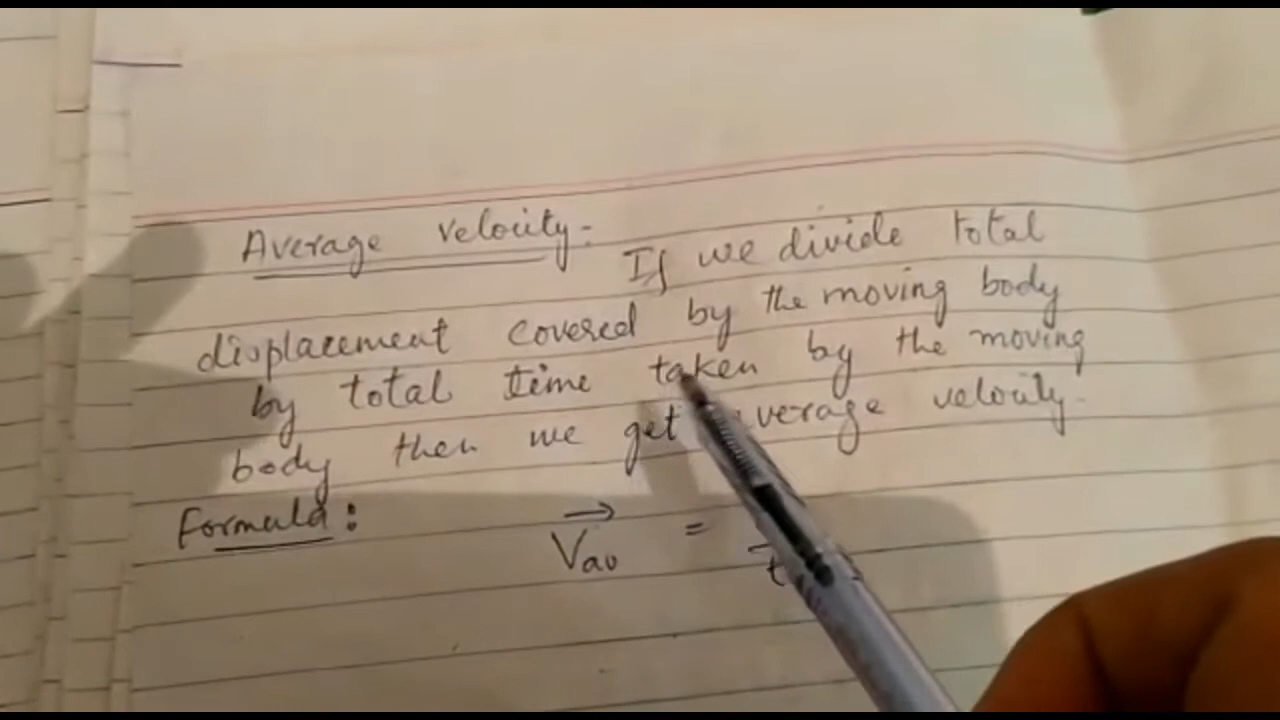 Average velocity:-
If we divide total
displacement covered by the moving body
by total time taken by the moving
body then we get average velocity.
Formula:
V⃗av =